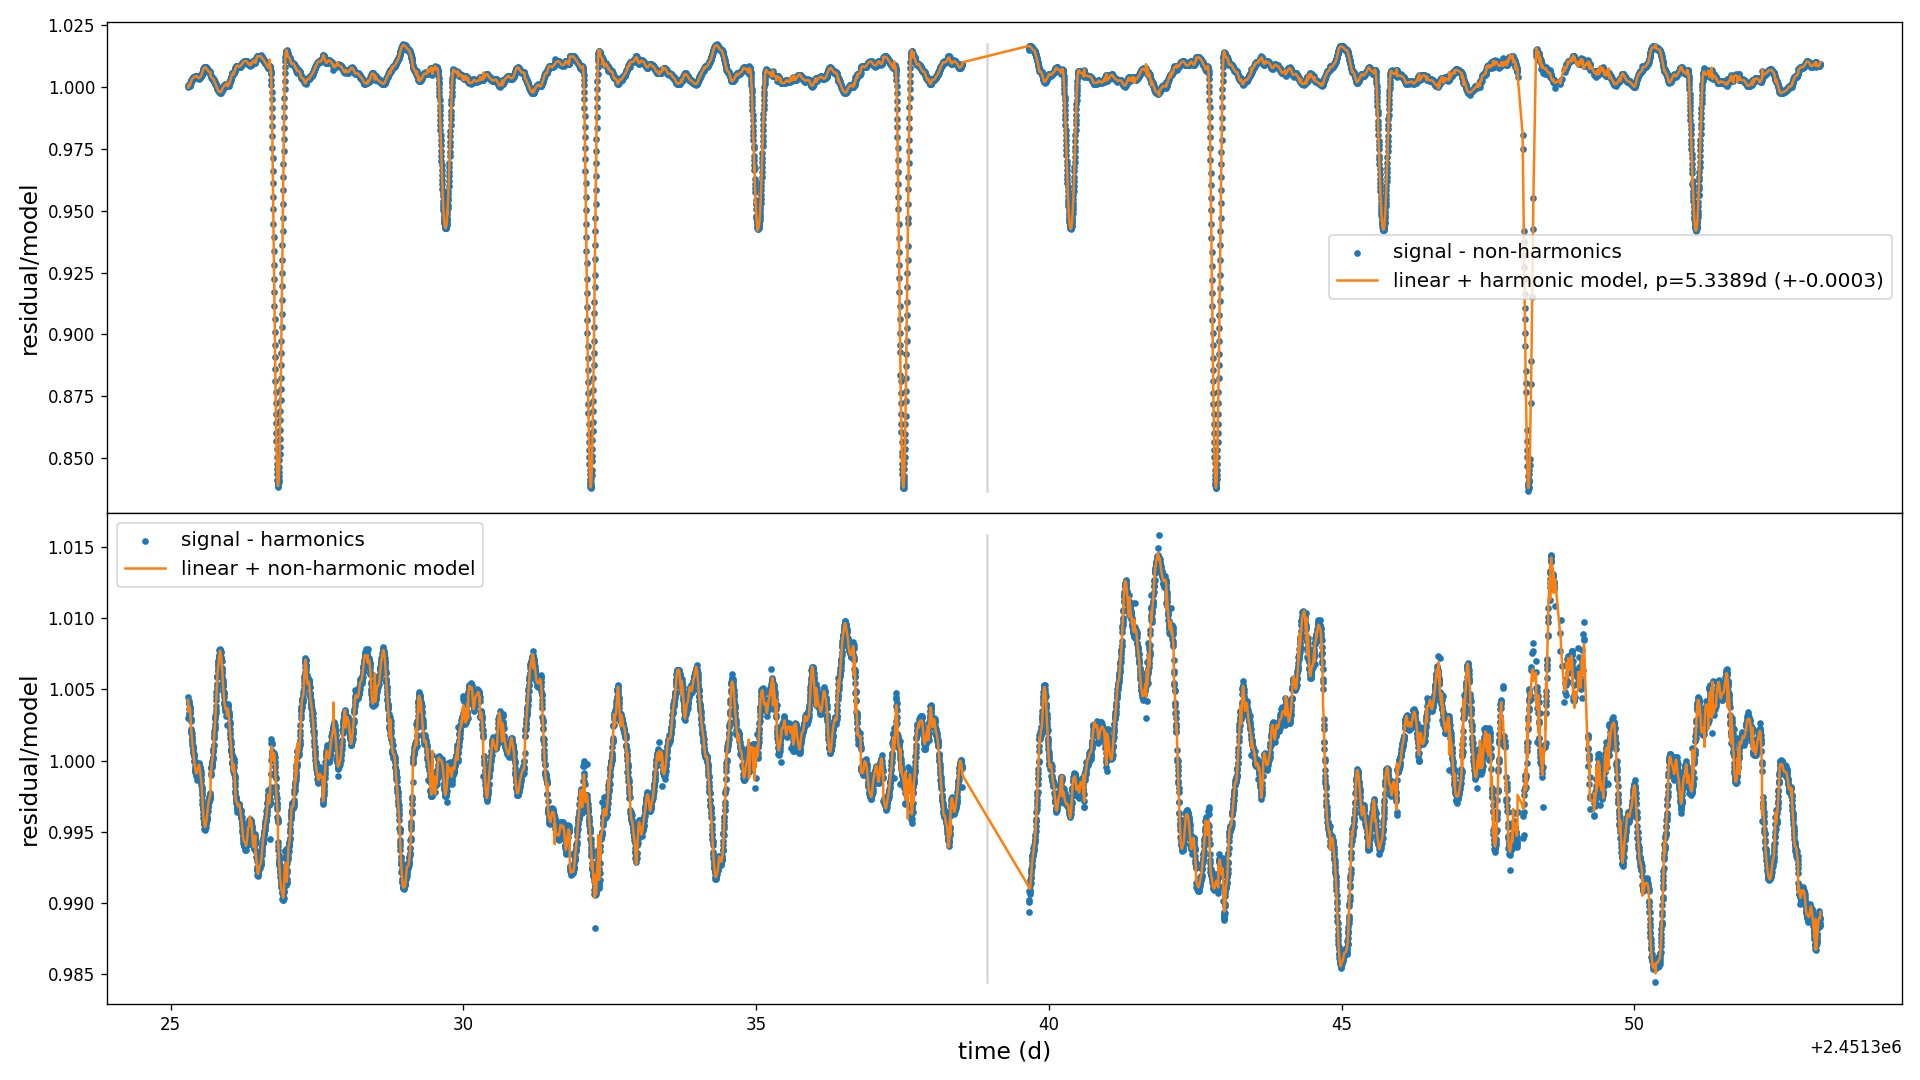 1.025
1.000
0.975
0.950
0.925
0.900
0.875
0.850
residual/model
signal - non-harmonics
linear + harmonic model, p=5.3389d (+-0.0003)
signal - harmonics
linear + non-harmonic model
1.015
1.010
1.005
1.000
0.995
0.990
0.985
residual/model
25 30 35 40 45 50
time (d)
+2.4513e6